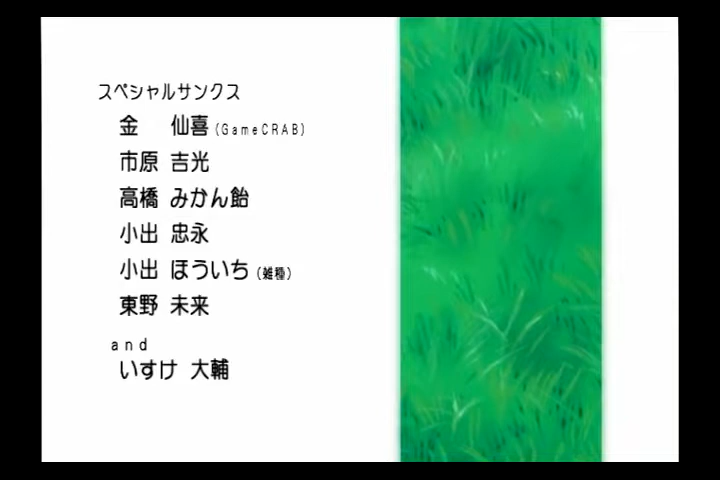 スペシャルサンクス
金　仙喜(GameCRAB)
市原 吉光
高橋 みかん飴
小出 忠永
小出 ほういち(雑種)
東野 未来
and
いすけ 大輔